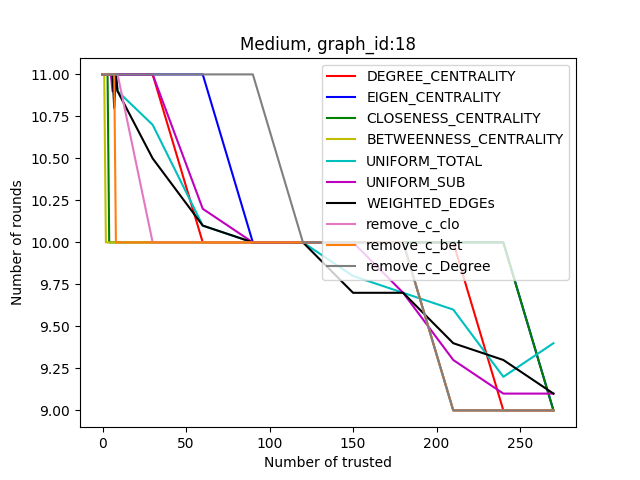 Medium, graph_id:18
Number of rounds
11.00
10.75
10.50
10.25
10.00
9.75
9.50
9.25
9.00
DEGREE_CENTRALITY
EIGEN_CENTRALITY
CLOSENESS_CENTRALITY
BETWEENNESS_CENTRALITY
UNIFORM_TOTAL
UNIFORM_SUB
WEIGHTED_EDGEs
remove_c_clo
remove_c_bet
remove_c_Degree
0
50
100
150
200
250
Number of trusted